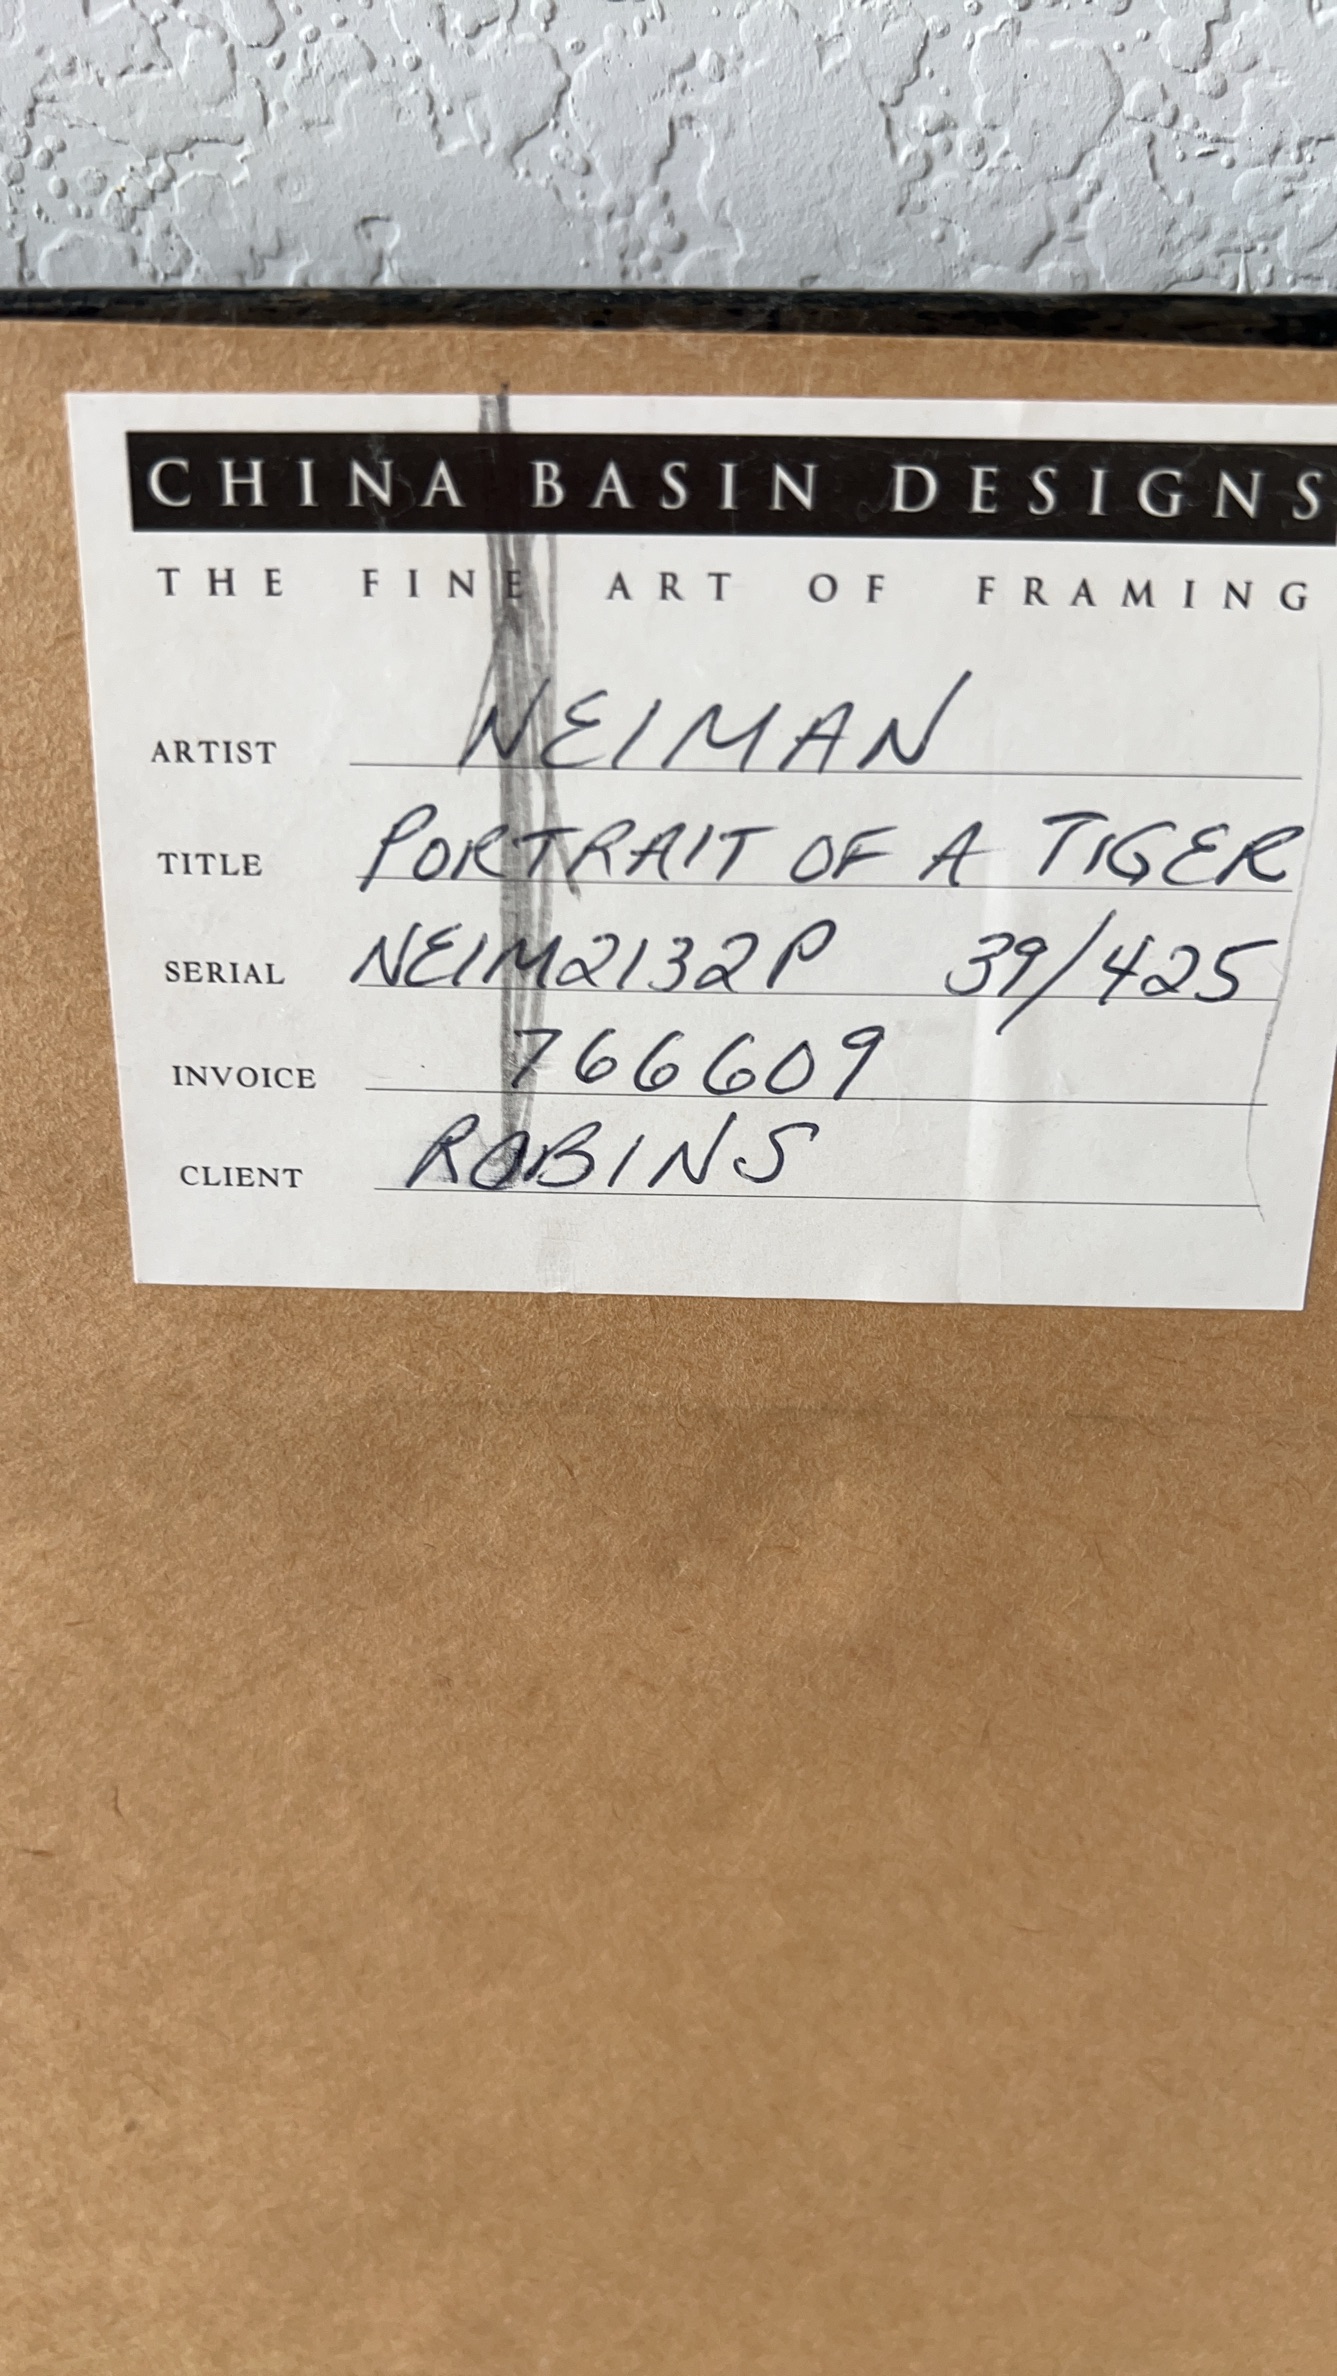 CHINA BASIN DESIGNS
THE FINE ART OF FRAMING
ARTIST NEIMAN
TITLE PORTRAIT OF A TIGER
SERIAL NEIM2132P 39/425
INVOICE 766609
CLIENT ROBINS